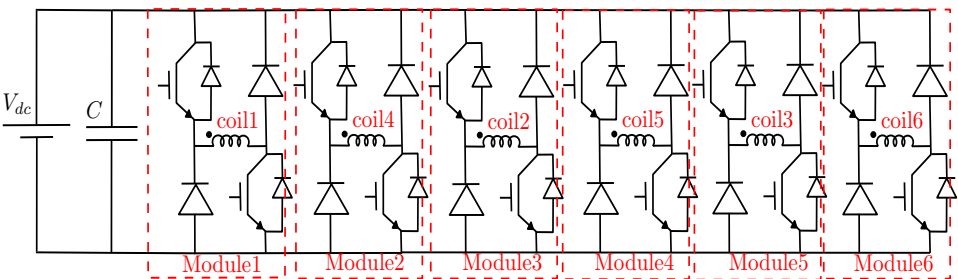 V_dc
C
coil1
coil4
coil2
coil5
coil3
coil6
Module1
Module2
Module3
Module4
Module5
Module6